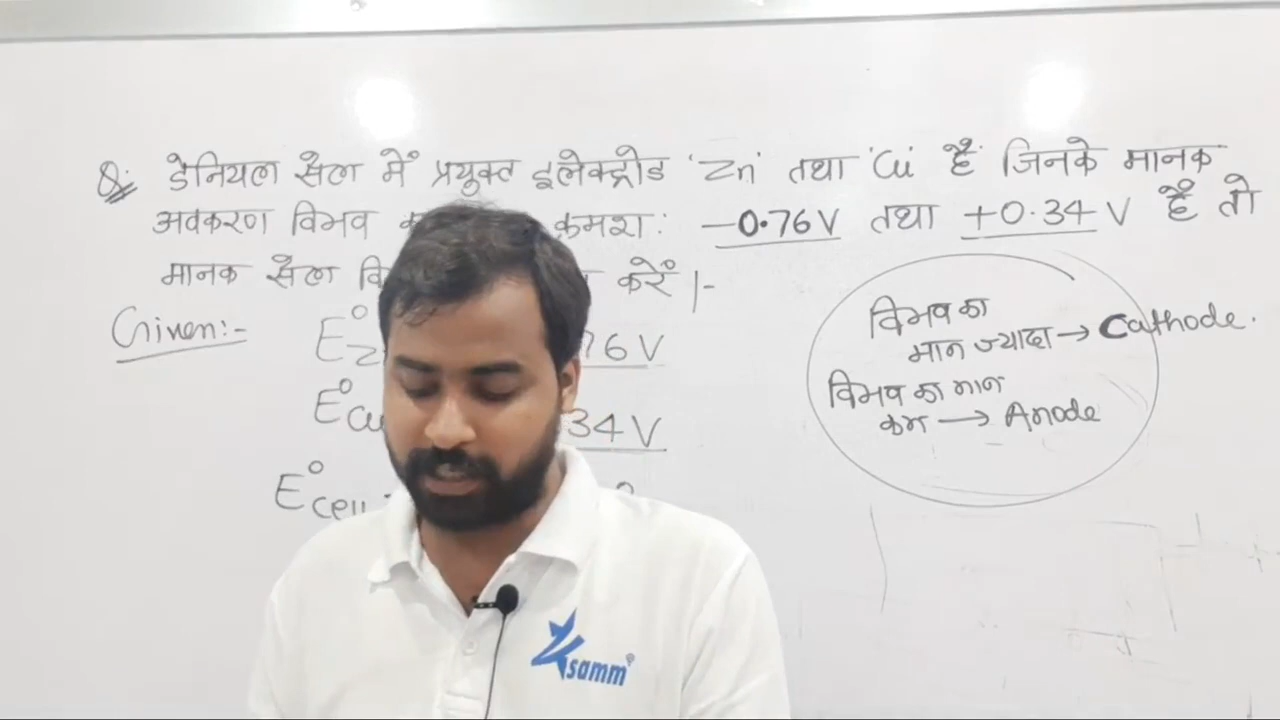 Q: डेनियल सेल में प्रयुक्त इलेक्ट्रोड 'Zn' तथा 'Cu' हैं जिनके मानक
अवकरण विभव क्रमश: -0.76V तथा +0.34V हैं तो
मानक सेल वि करें |-
Given:-
E° Z 76V
E° Cu 34V
E° cell
विभव का
मान ज्यादा → Cathode.
विभव का मान
कम → Anode
samm